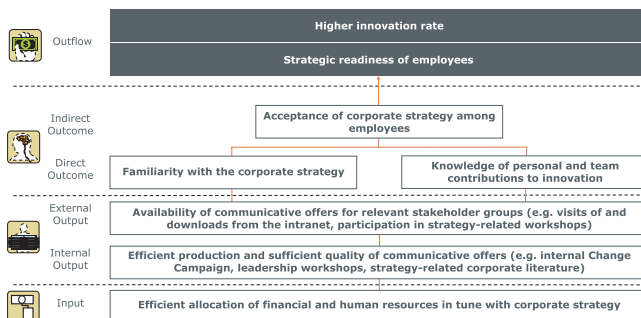 Outflow
Higher innovation rate
Strategic readiness of employees
Indirect
Outcome
Acceptance of corporate strategy among
employees
Direct
Outcome
Familiarity with the corporate strategy
Knowledge of personal and team
contributions to innovation
External
Output
Availability of communicative offers for relevant stakeholder groups (e.g. visits of and
downloads from the intranet, participation in strategy-related workshops)
Internal
Output
Efficient production and sufficient quality of communicative offers (e.g. internal Change
Campaign, leadership workshops, strategy-related corporate literature)
Input
Efficient allocation of financial and human resources in tune with corporate strategy